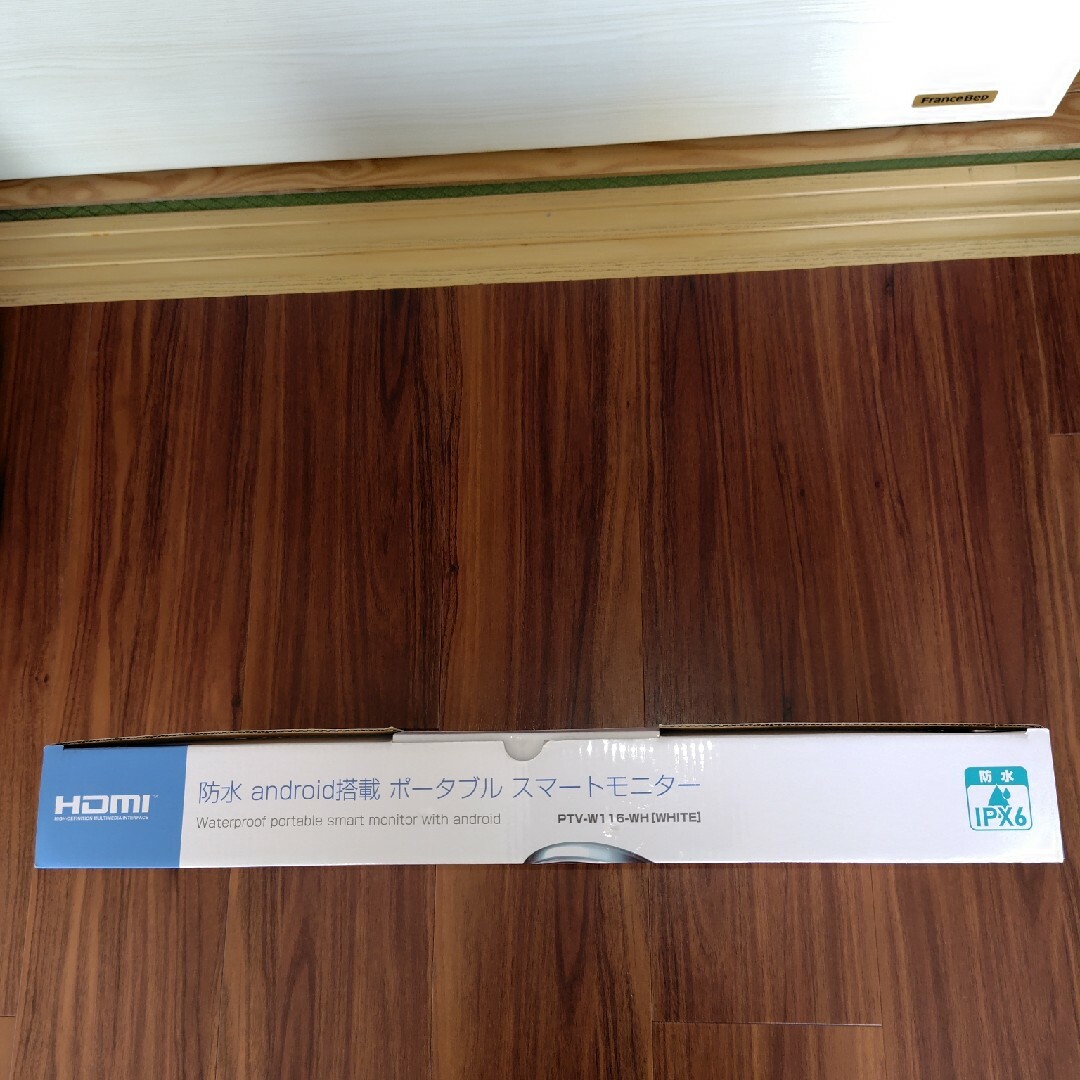 FRANCEBED
HDMI™
HIGH-DEFINITION MULTIMEDIA INTERFACE
防水 android搭載 ポータブル スマートモニター
Waterproof portable smart monitor with android
PTV-W116-WH[WHITE]
防水
IPX6